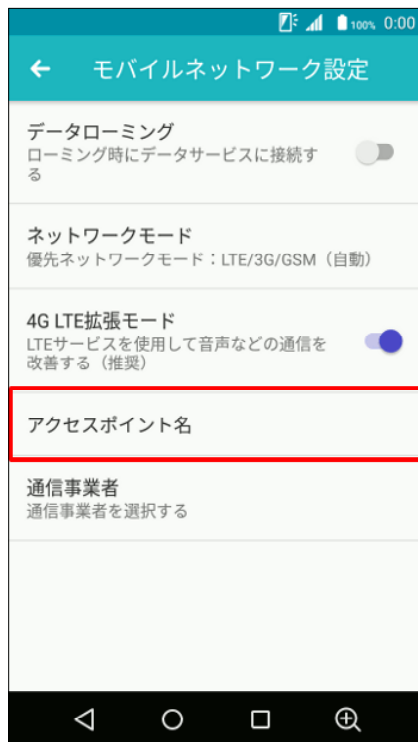 100% 0:00
モバイルネットワーク設定
データローミング
ローミング時にデータサービスに接続す
る
ネットワークモード
優先ネットワークモード：LTE/3G/GSM（自動）
4G LTE拡張モード
LTEサービスを使用して音声などの通信を
改善する（推奨）
アクセスポイント名
通信事業者
通信事業者を選択する